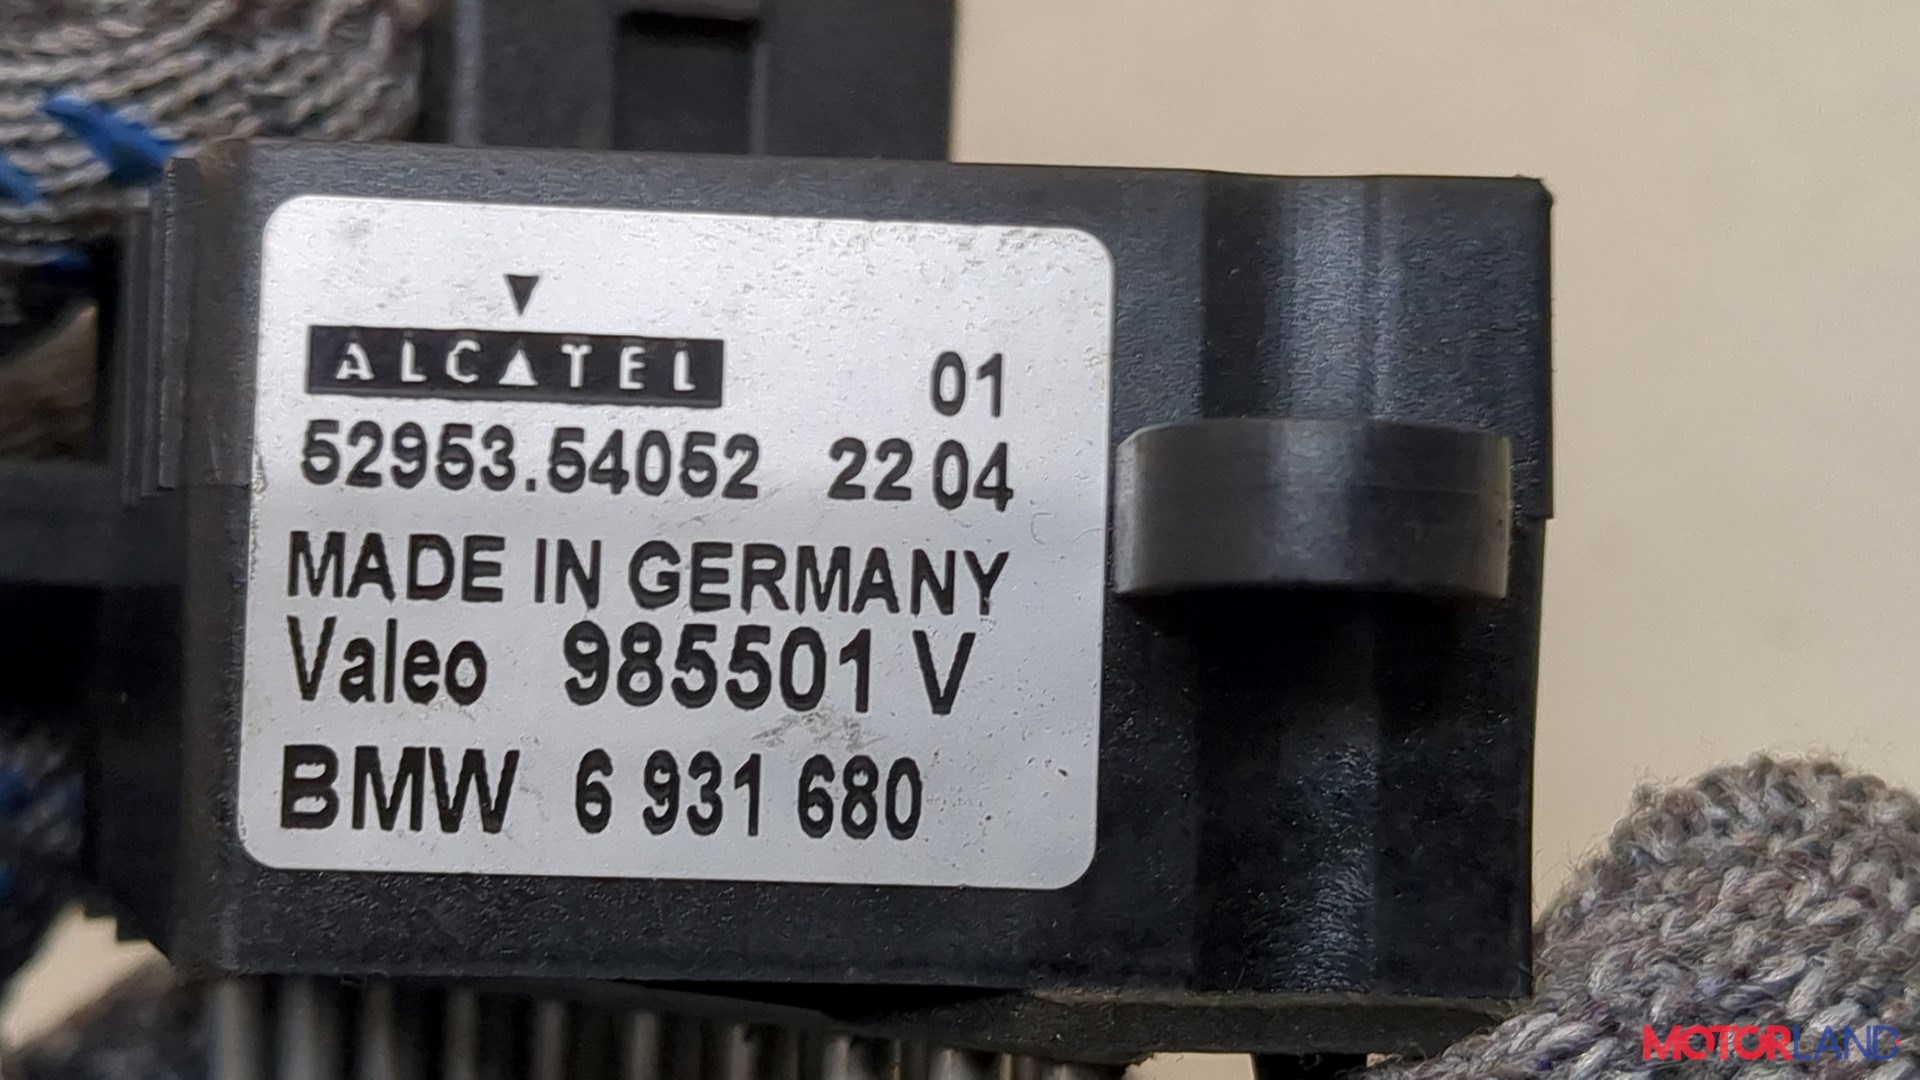 ALCATEL 01
52953.54052 22 04
MADE IN GERMANY
Valeo 985501 V
BMW 6 931 680
MOTORLAND